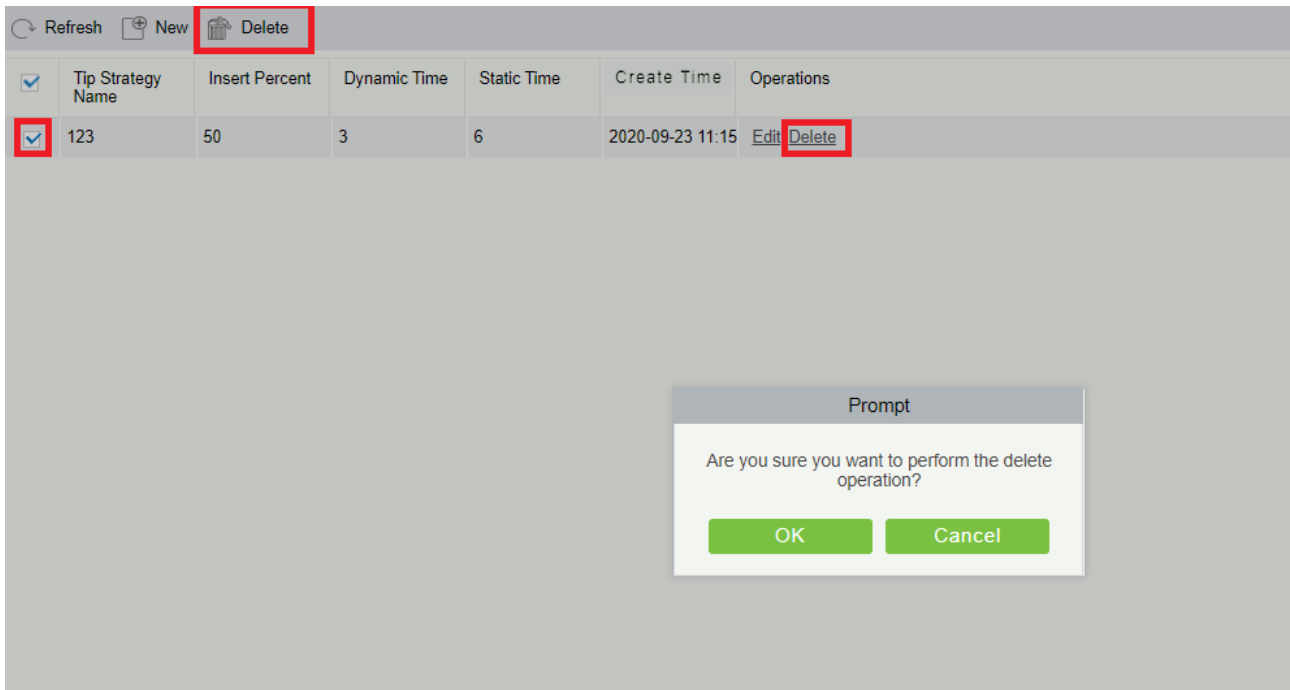 Refresh New Delete
Tip Strategy Name Insert Percent Dynamic Time Static Time Create Time Operations
123 50 3 6 2020-09-23 11:15 Edit Delete
Prompt
Are you sure you want to perform the delete
operation?
OK Cancel